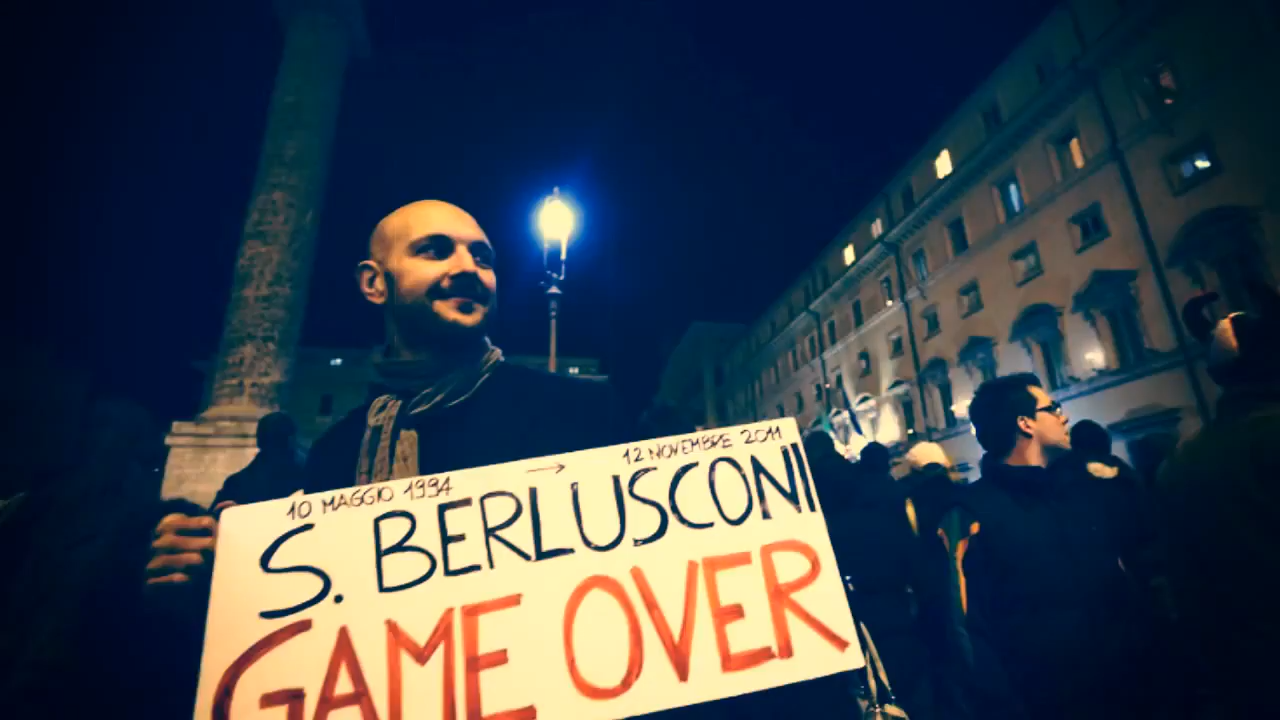 10 MAGGIO 1994 → 12 NOVEMBRE 2011
S. BERLUSCONI
GAME OVER